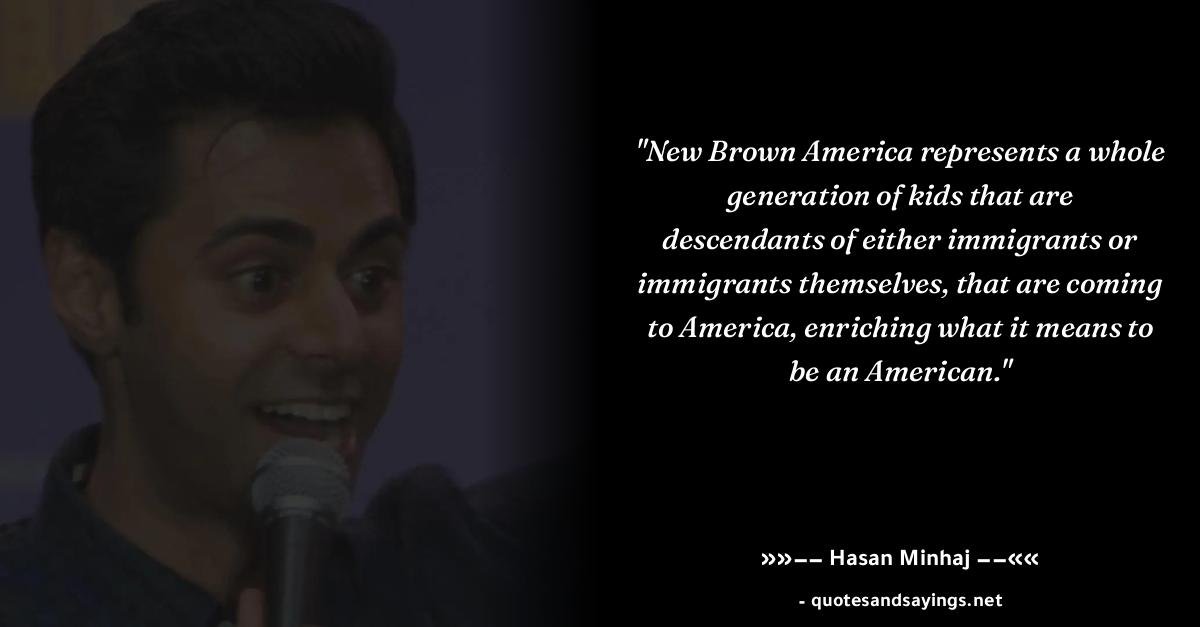 "New Brown America represents a whole
generation of kids that are
descendants of either immigrants or
immigrants themselves, that are coming
to America, enriching what it means to
be an American."
»»–– Hasan Minhaj ––««
- quotesandsayings.net